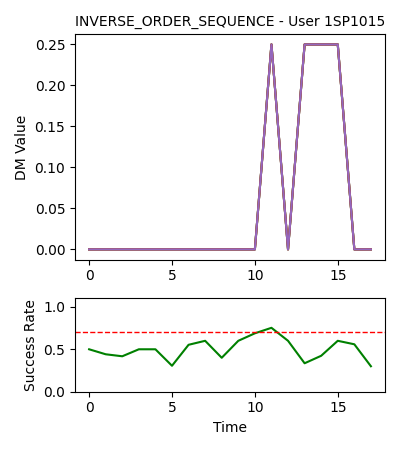 INVERSE_ORDER_SEQUENCE - User 1SP1015
0.25
0.20
0.15
0.10
0.05
0.00
DM Value
0 5 10 15
1.0
0.5
0.0
Success Rate
0 5 10 15
Time